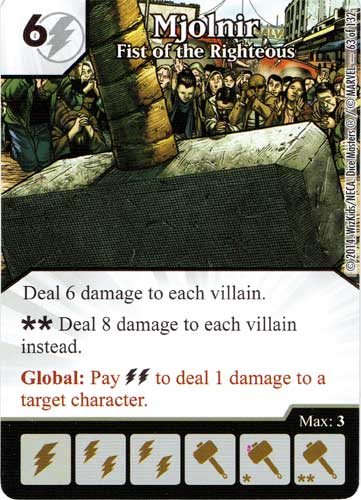 6
Mjolnir
Fist of the Righteous
© 2014 WizKids/NECA. Dice Masters ® / © MARVEL — 63 of 132
Deal 6 damage to each villain.
** Deal 8 damage to each villain
instead.
Global: Pay to deal 1 damage to a
target character.
Max: 3
*
**